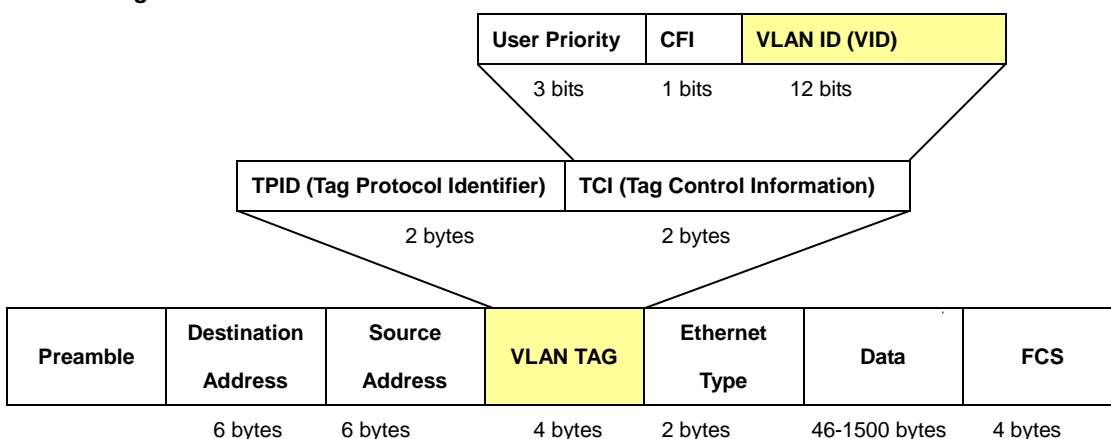 User Priority CFI VLAN ID (VID)
3 bits 1 bits 12 bits
TPID (Tag Protocol Identifier) TCI (Tag Control Information)
2 bytes 2 bytes
Preamble Destination Address Source Address VLAN TAG Ethernet Type Data FCS
6 bytes 6 bytes 4 bytes 2 bytes 46-1500 bytes 4 bytes